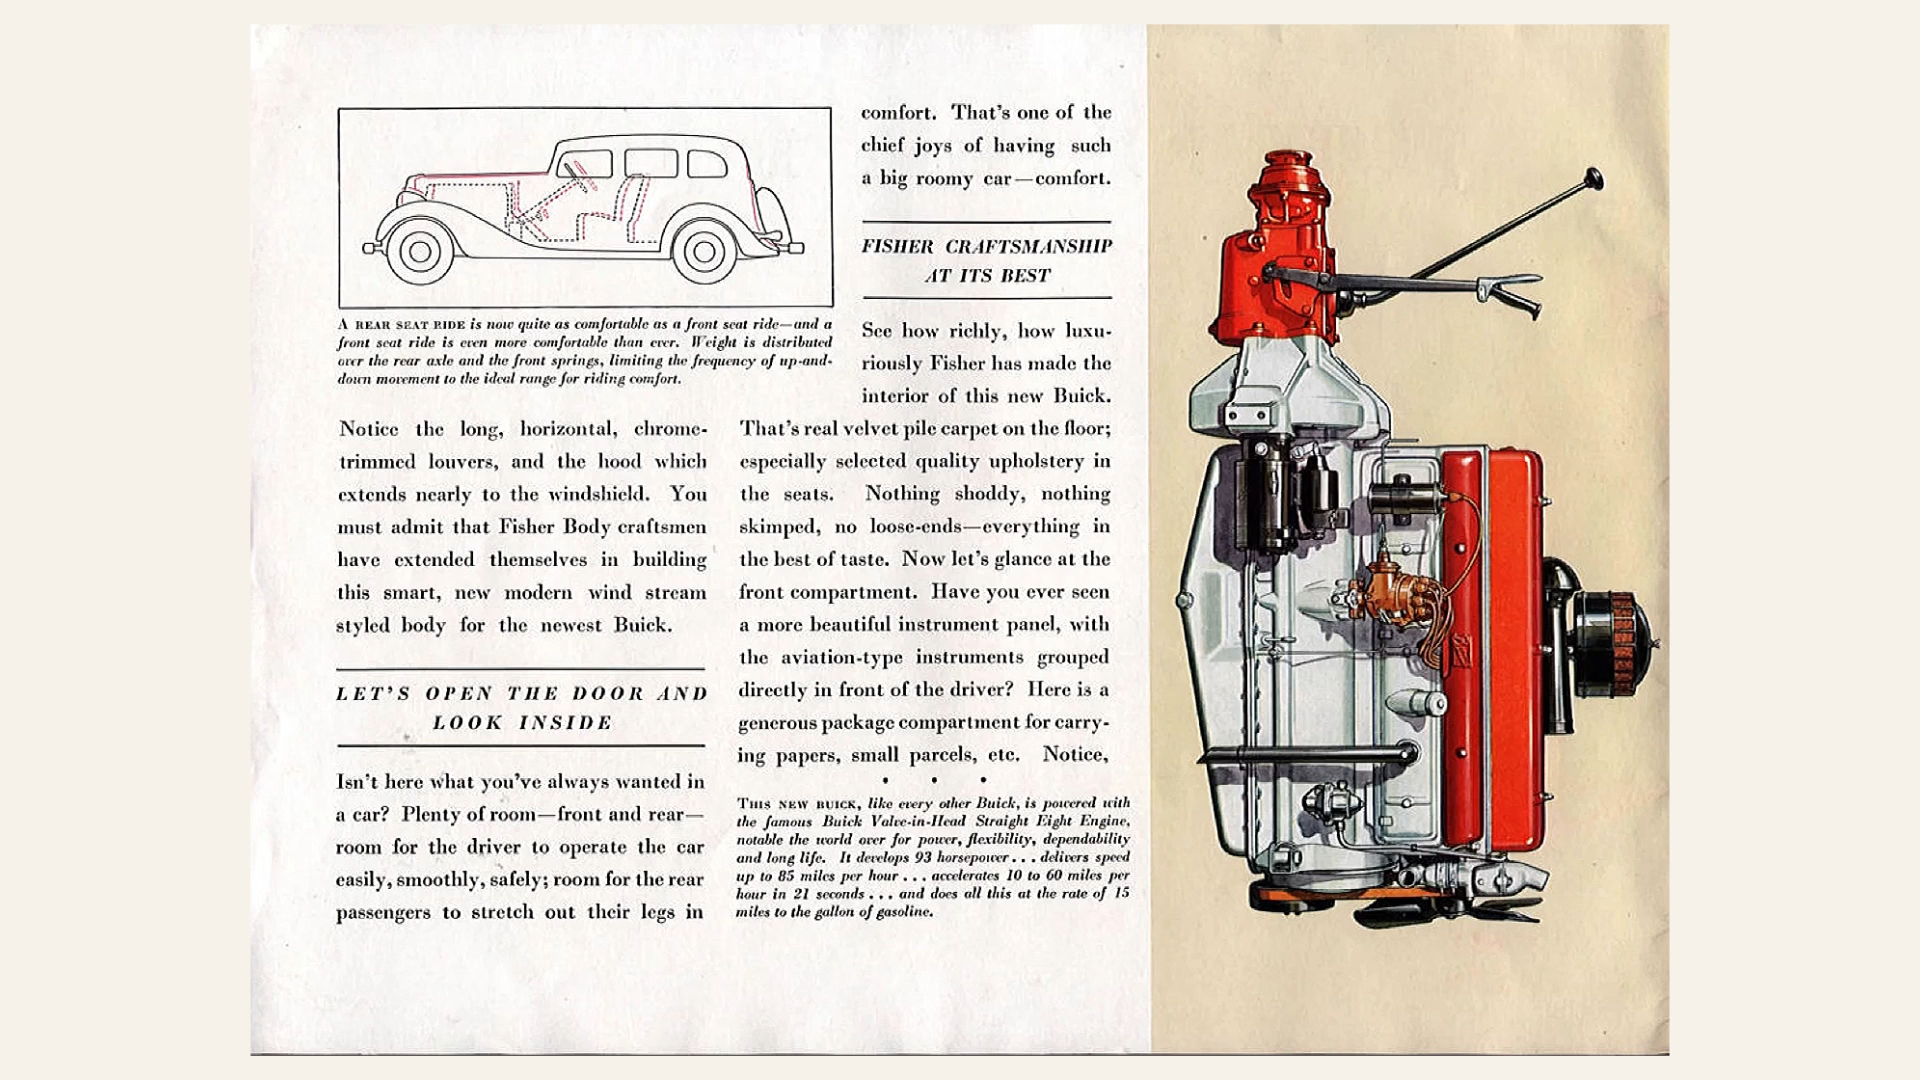 A REAR SEAT RIDE is now quite as comfortable as a front seat ride—and a
front seat ride is even more comfortable than ever. Weight is distributed
over the rear axle and the front springs, limiting the frequency of up-and-
down movement to the ideal range for riding comfort.
Notice the long, horizontal, chrome-
trimmed louvers, and the hood which
extends nearly to the windshield. You
must admit that Fisher Body craftsmen
have extended themselves in building
this smart, new modern wind stream
styled body for the newest Buick.
LET'S OPEN THE DOOR AND
LOOK INSIDE
Isn't here what you've always wanted in
a car? Plenty of room—front and rear—
room for the driver to operate the car
easily, smoothly, safely; room for the rear
passengers to stretch out their legs in
comfort. That's one of the
chief joys of having such
a big roomy car—comfort.
FISHER CRAFTSMANSHIP
AT ITS BEST
See how richly, how luxu-
riously Fisher has made the
interior of this new Buick.
That's real velvet pile carpet on the floor;
especially selected quality upholstery in
the seats. Nothing shoddy, nothing
skimped, no loose-ends—everything in
the best of taste. Now let's glance at the
front compartment. Have you ever seen
a more beautiful instrument panel, with
the aviation-type instruments grouped
directly in front of the driver? Here is a
generous package compartment for carry-
ing papers, small parcels, etc. Notice,
• • •
THIS NEW BUICK, like every other Buick, is powered with
the famous Buick Valve-in-Head Straight Eight Engine,
notable the world over for power, flexibility, dependability
and long life. It develops 93 horsepower . . . delivers speed
up to 85 miles per hour . . . accelerates 10 to 60 miles per
hour in 21 seconds . . . and does all this at the rate of 15
miles to the gallon of gasoline.